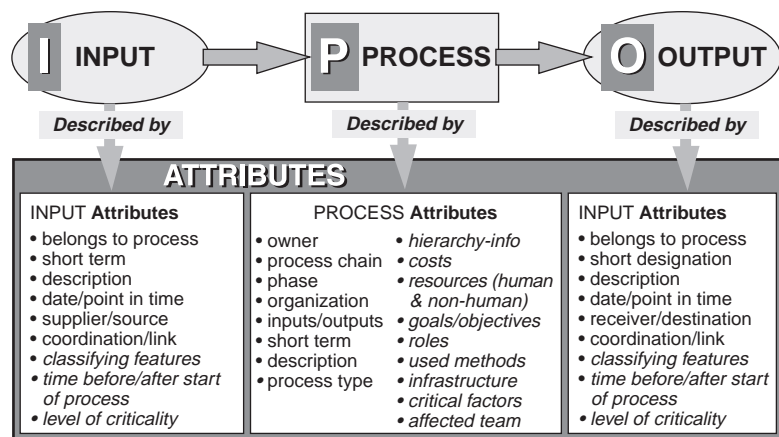 I INPUT
P PROCESS
O OUTPUT
Described by
Described by
Described by
ATTRIBUTES
INPUT Attributes
• belongs to process
• short term
• description
• date/point in time
• supplier/source
• coordination/link
• classifying features
• time before/after start
of process
• level of criticality
PROCESS Attributes
• owner
• process chain
• phase
• organization
• inputs/outputs
• short term
• description
• process type
• hierarchy-info
• costs
• resources (human
& non-human)
• goals/objectives
• roles
• used methods
• infrastructure
• critical factors
• affected team
INPUT Attributes
• belongs to process
• short designation
• description
• date/point in time
• receiver/destination
• coordination/link
• classifying features
• time before/after start
of process
• level of criticality